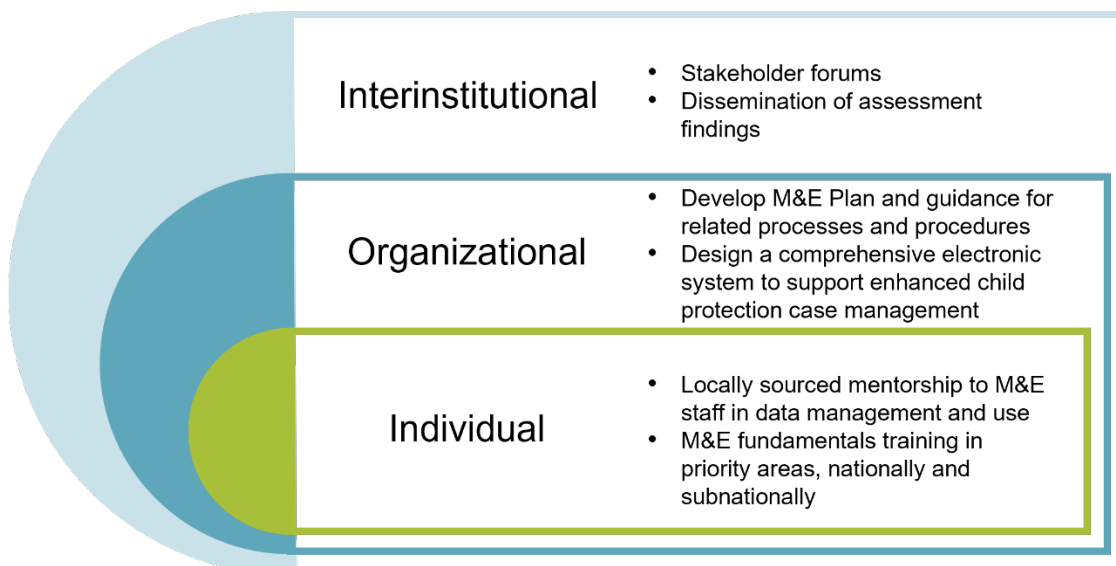 Interinstitutional
• Stakeholder forums
• Dissemination of assessment
findings
Organizational
• Develop M&E Plan and guidance for
related processes and procedures
• Design a comprehensive electronic
system to support enhanced child
protection case management
Individual
• Locally sourced mentorship to M&E
staff in data management and use
• M&E fundamentals training in
priority areas, nationally and
subnationally